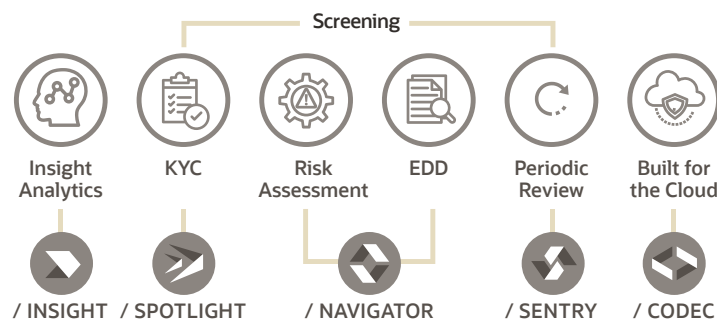 Screening
Insight
Analytics
KYC
Risk
Assessment
EDD
Periodic
Review
Built for
the Cloud
/ INSIGHT
/ SPOTLIGHT
/ NAVIGATOR
/ SENTRY
/ CODEC